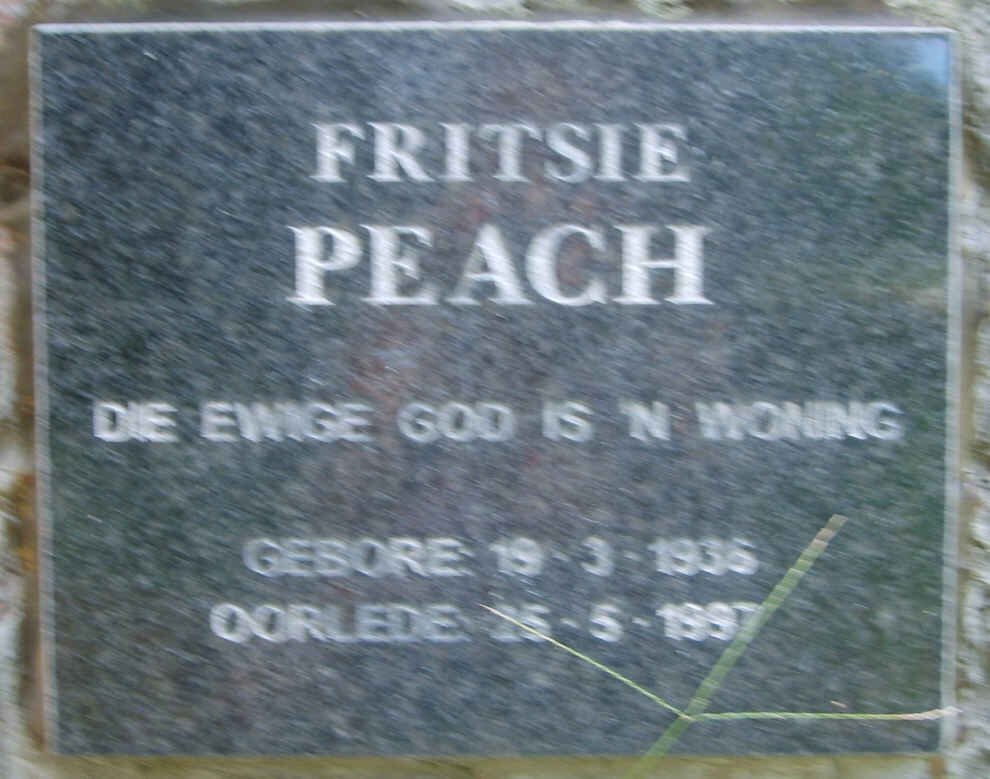 FRITSIE
PEACH
DIE EWIGE GOD IS 'N WONING
GEBORE: 19 · 3 · 1936
OORLEDE: 25 · 5 ·